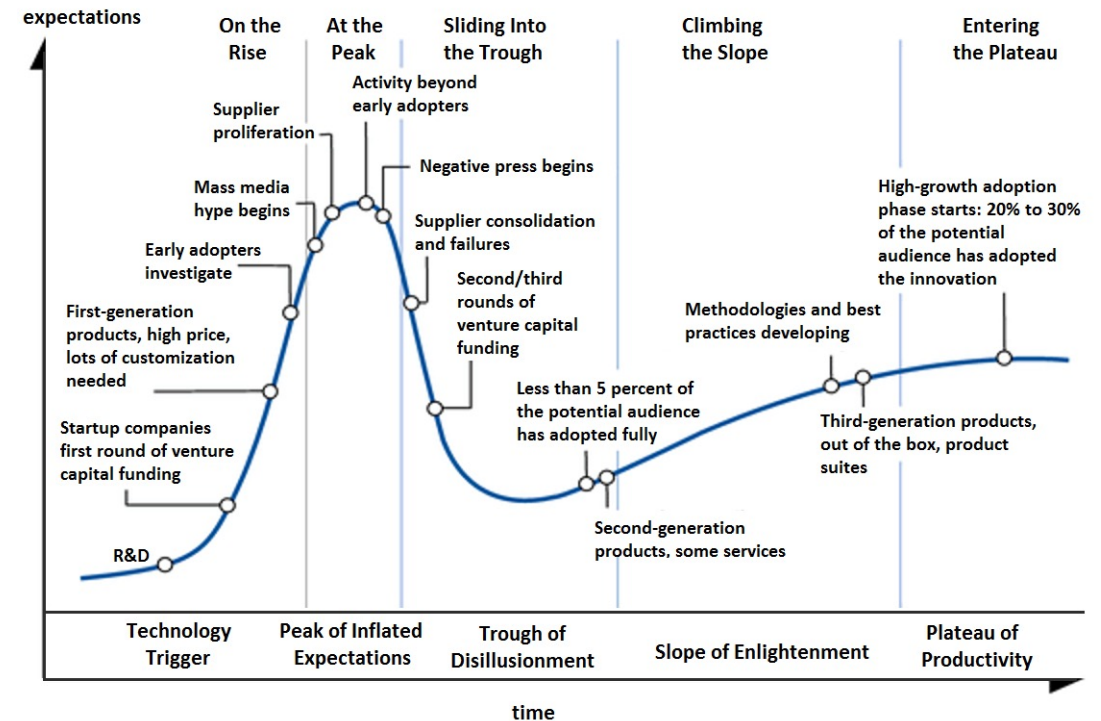 expectations
On the
Rise
At the
Peak
Sliding Into
the Trough
Climbing
the Slope
Entering
the Plateau
Activity beyond
early adopters
Supplier
proliferation
Negative press begins
Mass media
hype begins
High-growth adoption
phase starts: 20% to 30%
of the potential
audience has adopted
the innovation
Supplier consolidation
and failures
Early adopters
investigate
Second/third
rounds of
venture capital
funding
First-generation
products, high price,
lots of customization
needed
Methodologies and best
practices developing
Less than 5 percent of
the potential audience
has adopted fully
Startup companies
first round of venture
capital funding
Third-generation products,
out of the box, product
suites
Second-generation
products, some services
R&D
Technology
Trigger
Peak of Inflated
Expectations
Trough of
Disillusionment
Slope of Enlightenment
Plateau of
Productivity
time